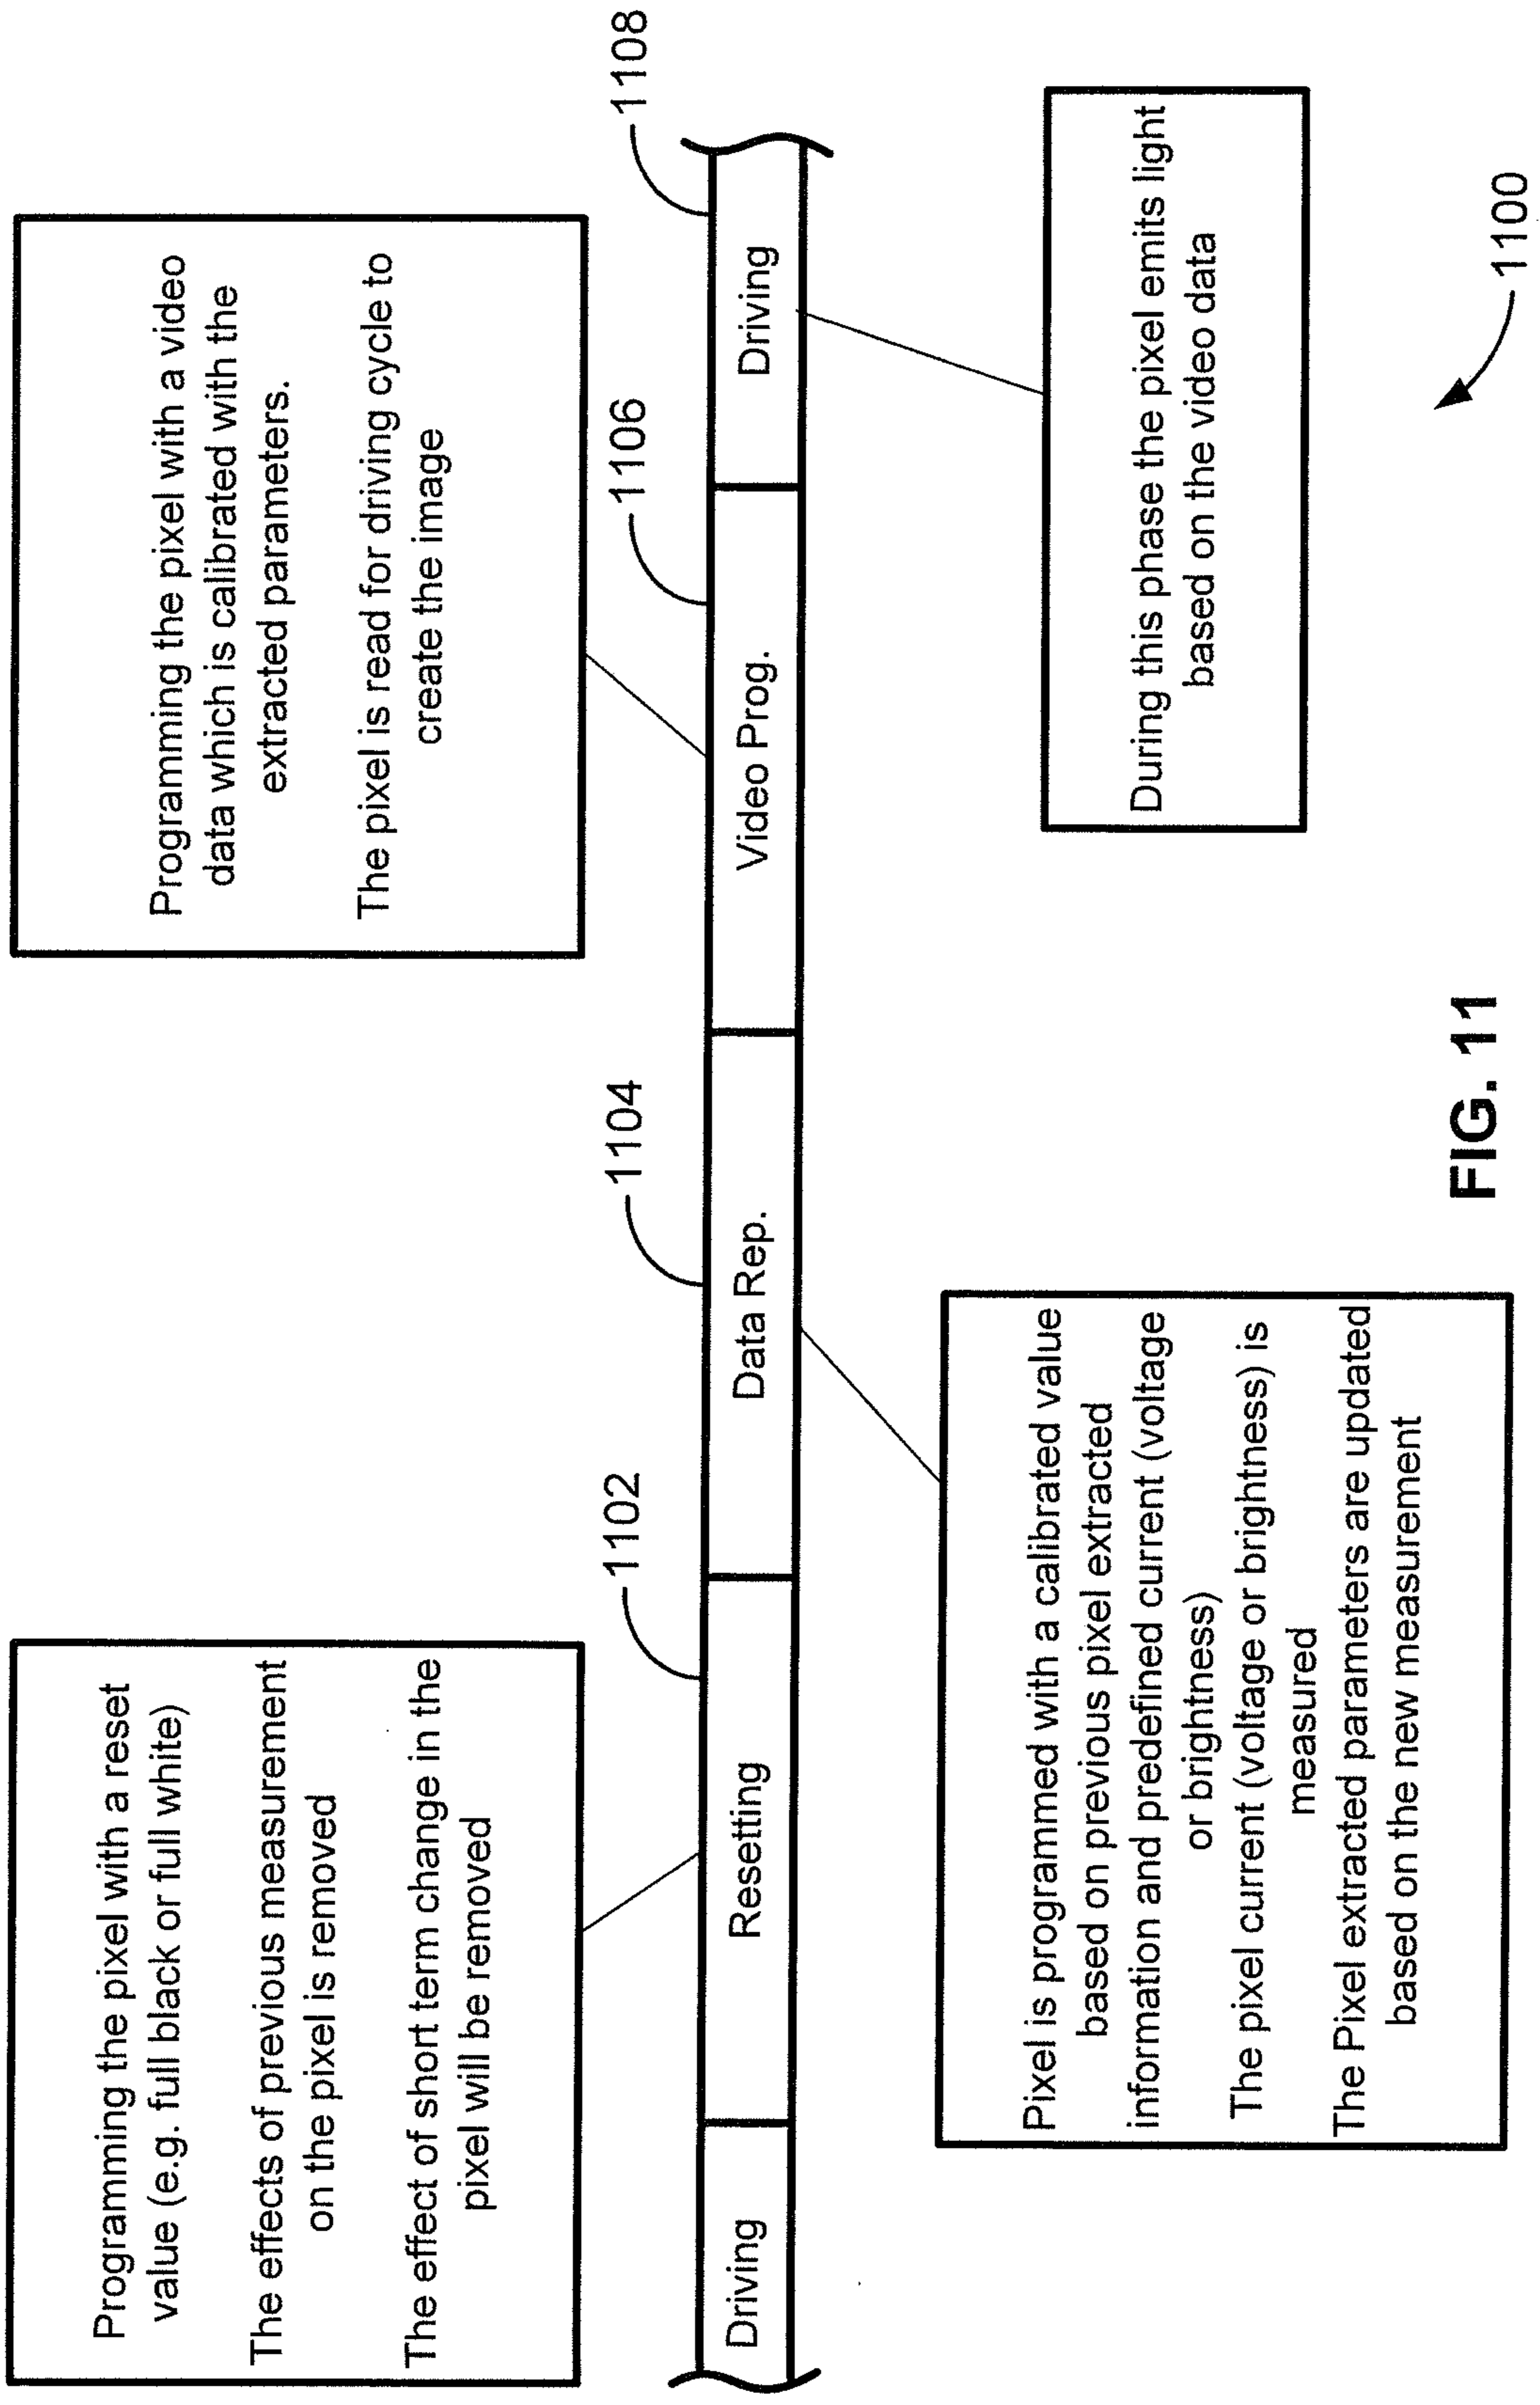 Programming the pixel with a reset
value (e.g. full black or full white)
The effects of previous measurement
on the pixel is removed
The effect of short term change in the
pixel will be removed
Programming the pixel with a video
data which is calibrated with the
extracted parameters.
The pixel is read for driving cycle to
create the image
1102
1104
1106
1108
Driving
Resetting
Data Rep.
Video Prog.
Driving
Pixel is programmed with a calibrated value
based on previous pixel extracted
information and predefined current (voltage
or brightness)
The pixel current (voltage or brightness) is
measured
The Pixel extracted parameters are updated
based on the new measurement
During this phase the pixel emits light
based on the video data
1100
FIG. 11